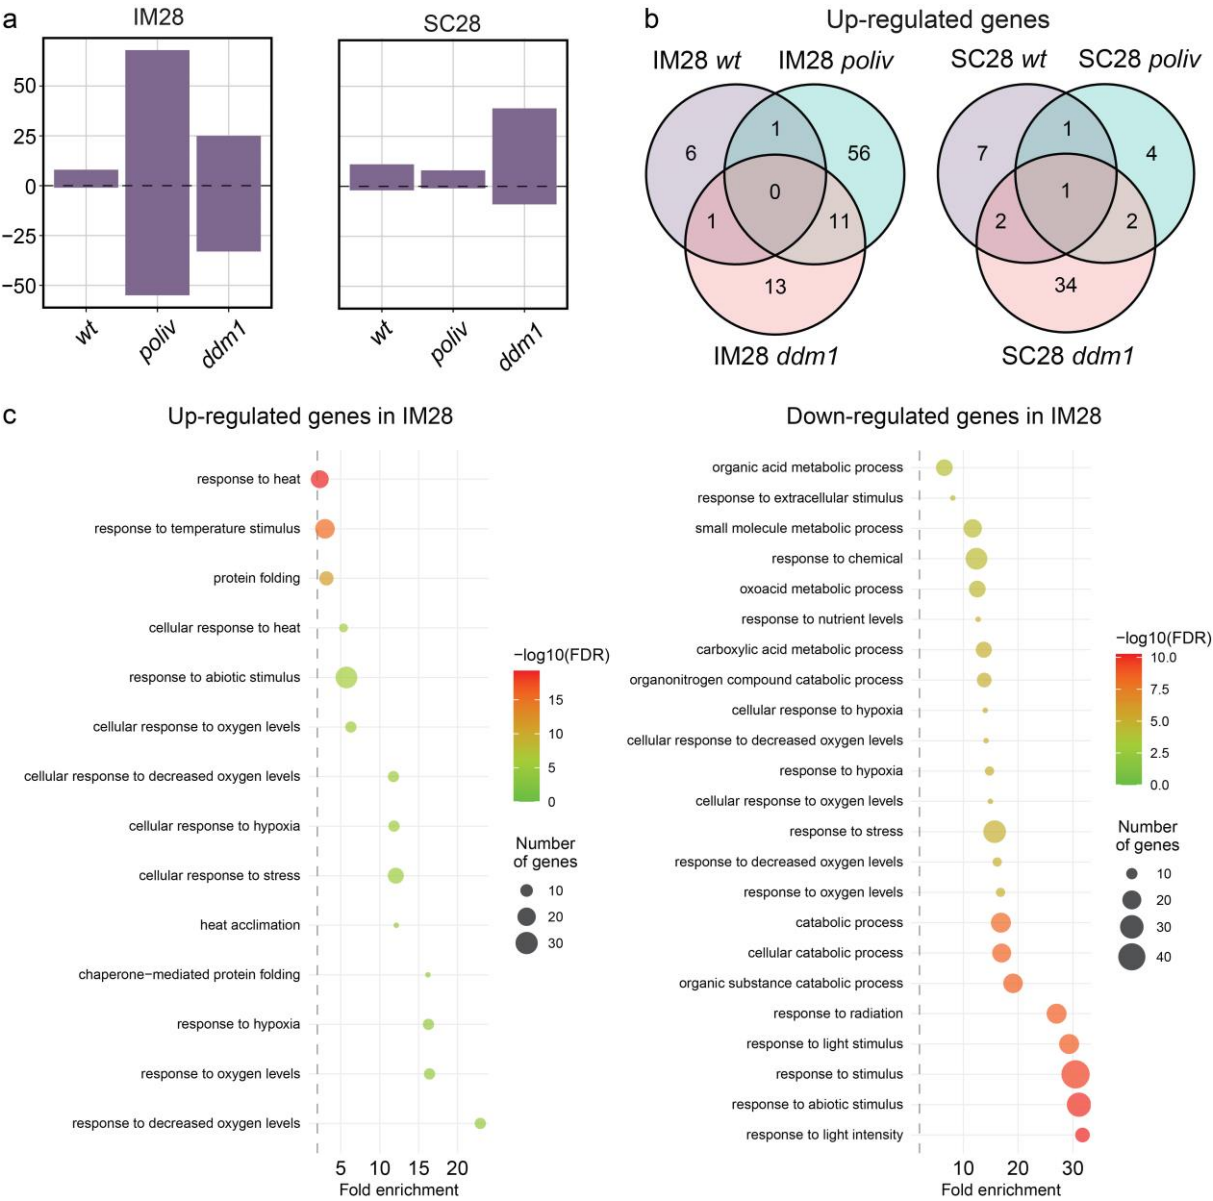 a
IM28
SC28
50
25
0
−25
−50
wt
poliv
ddm1
wt
poliv
ddm1
b
Up-regulated genes
IM28 wt
IM28 poliv
SC28 wt
SC28 poliv
6
1
56
0
1
11
13
7
1
4
1
2
2
34
IM28 ddm1
SC28 ddm1
c
Up-regulated genes in IM28
response to heat
response to temperature stimulus
protein folding
cellular response to heat
response to abiotic stimulus
cellular response to oxygen levels
cellular response to decreased oxygen levels
cellular response to hypoxia
cellular response to stress
heat acclimation
chaperone−mediated protein folding
response to hypoxia
response to oxygen levels
response to decreased oxygen levels
5 10 15 20
Fold enrichment
−log10(FDR)
15
10
5
0
Number
of genes
10
20
30
Down-regulated genes in IM28
organic acid metabolic process
response to extracellular stimulus
small molecule metabolic process
response to chemical
oxoacid metabolic process
response to nutrient levels
carboxylic acid metabolic process
organonitrogen compound catabolic process
cellular response to hypoxia
cellular response to decreased oxygen levels
response to hypoxia
cellular response to oxygen levels
response to stress
response to decreased oxygen levels
response to oxygen levels
catabolic process
cellular catabolic process
organic substance catabolic process
response to radiation
response to light stimulus
response to stimulus
response to abiotic stimulus
response to light intensity
10 20 30
Fold enrichment
−log10(FDR)
10.0
7.5
5.0
2.5
0.0
Number
of genes
10
20
30
40